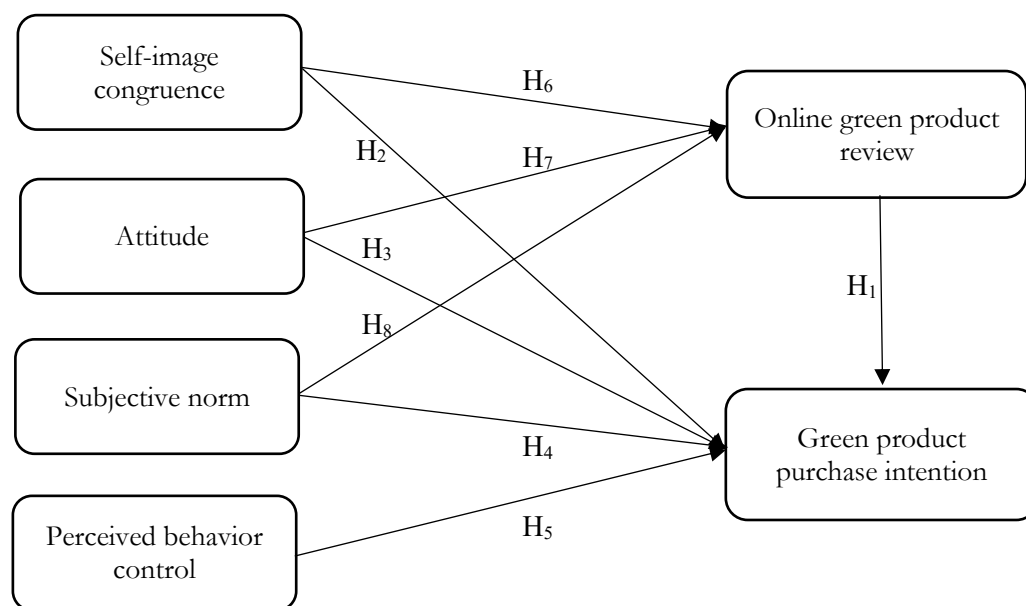 Self-image
congruence
H₆
Online green product
review
H₂
H₇
Attitude
H₃
H₁
H₈
Subjective norm
H₄
Green product
purchase intention
H₅
Perceived behavior
control